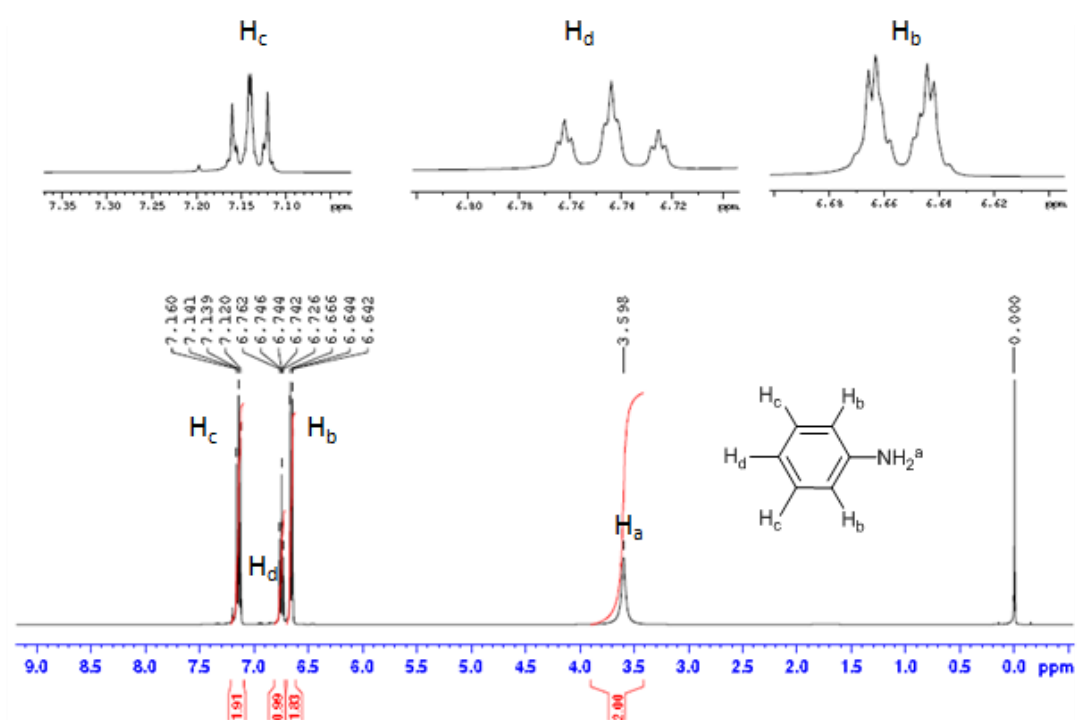 Hc Hd Hb
7.35 7.30 7.25 7.20 7.15 7.10 ppm
6.80 6.78 6.76 6.74 6.72 ppm
6.68 6.66 6.64 6.62 ppm
7.160
7.141
7.139
7.120
6.762
6.746
6.744
6.742
6.726
6.666
6.644
6.642
3.598
0.000
Hc Hb
Hd
Ha
Hc Hb
Hd NH2a
Hc Hb
9.0 8.5 8.0 7.5 7.0 6.5 6.0 5.5 5.0 4.5 4.0 3.5 3.0 2.5 2.0 1.5 1.0 0.5 0.0 ppm
1.91 0.99 1.83 2.00